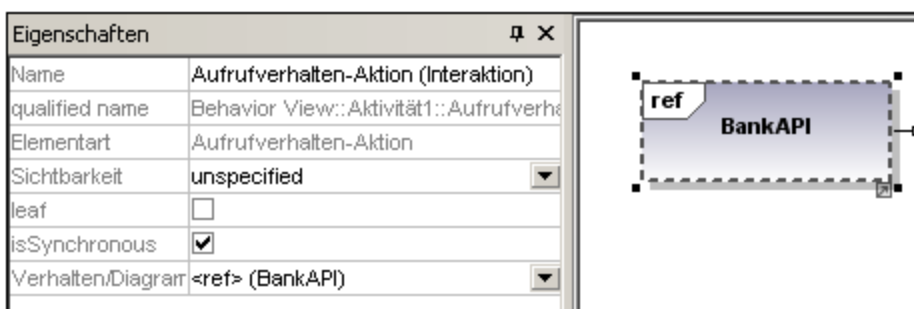 Eigenschaften
Name Aufrufverhalten-Aktion (Interaktion)
qualified name Behavior View::Aktivität1::Aufrufverha
Elementart Aufrufverhalten-Aktion
Sichtbarkeit unspecified
leaf
isSynchronous
Verhalten/Diagram <ref> (BankAPI)
ref
BankAPI